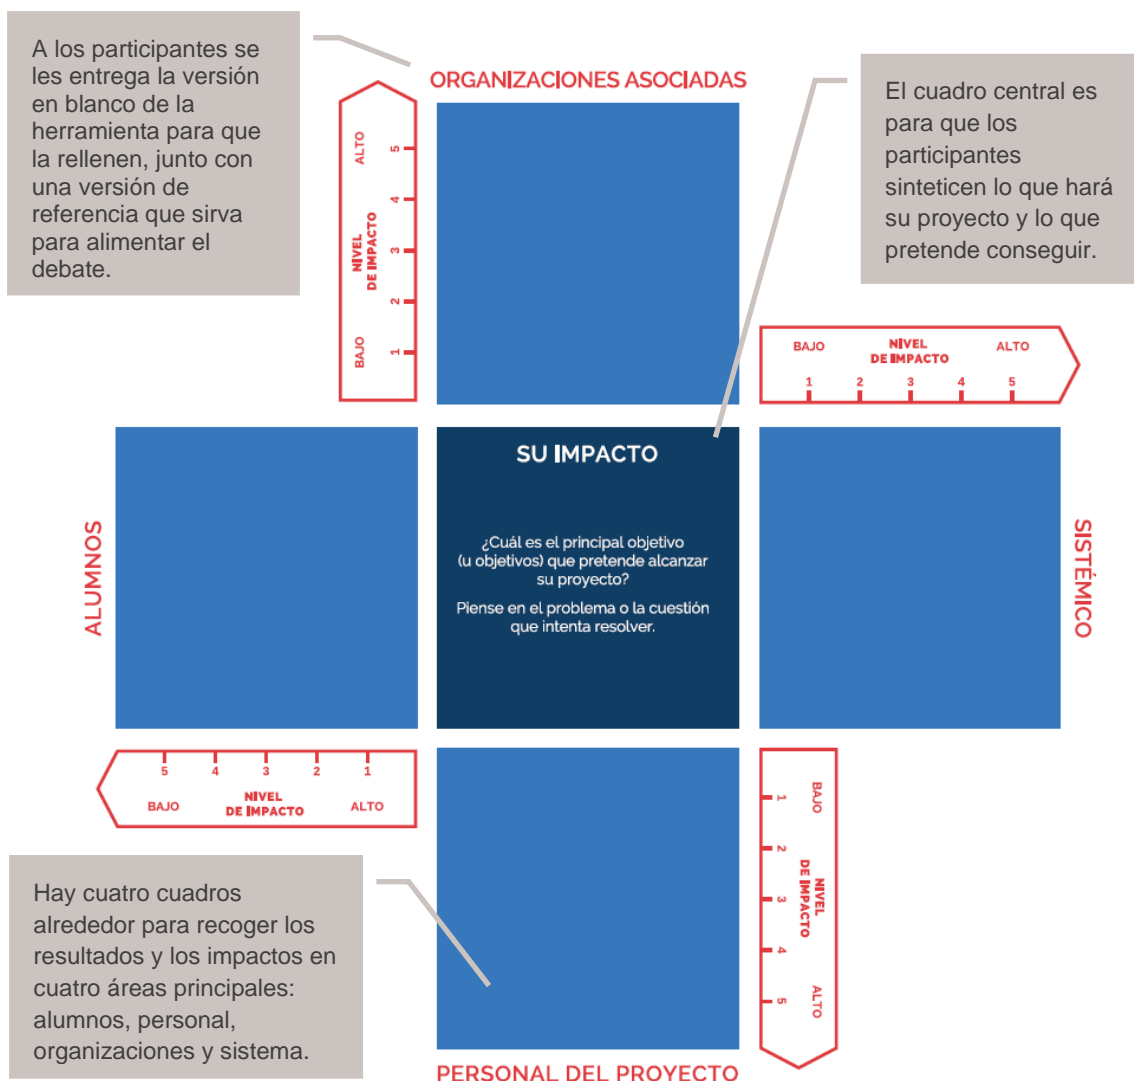 A los participantes se
les entrega la versión
en blanco de la
herramienta para que
la rellenen, junto con
una versión de
referencia que sirva
para alimentar el
debate.
ORGANIZACIONES ASOCIADAS
ALTO
NIVEL
DE IMPACTO
BAJO
5
4
3
2
1
El cuadro central es
para que los
participantes
sinteticen lo que hará
su proyecto y lo que
pretende conseguir.
BAJO
NIVEL
DE IMPACTO
ALTO
1 2 3 4 5
ALUMNOS
SU IMPACTO
¿Cuál es el principal objetivo
(u objetivos) que pretende alcanzar
su proyecto?
Piense en el problema o la cuestión
que intenta resolver.
SISTÉMICO
5 4 3 2 1
BAJO
NIVEL
DE IMPACTO
ALTO
BAJO
NIVEL
DE IMPACTO
ALTO
1
2
3
4
5
Hay cuatro cuadros
alrededor para recoger los
resultados y los impactos en
cuatro áreas principales:
alumnos, personal,
organizaciones y sistema.
PERSONAL DEL PROYECTO